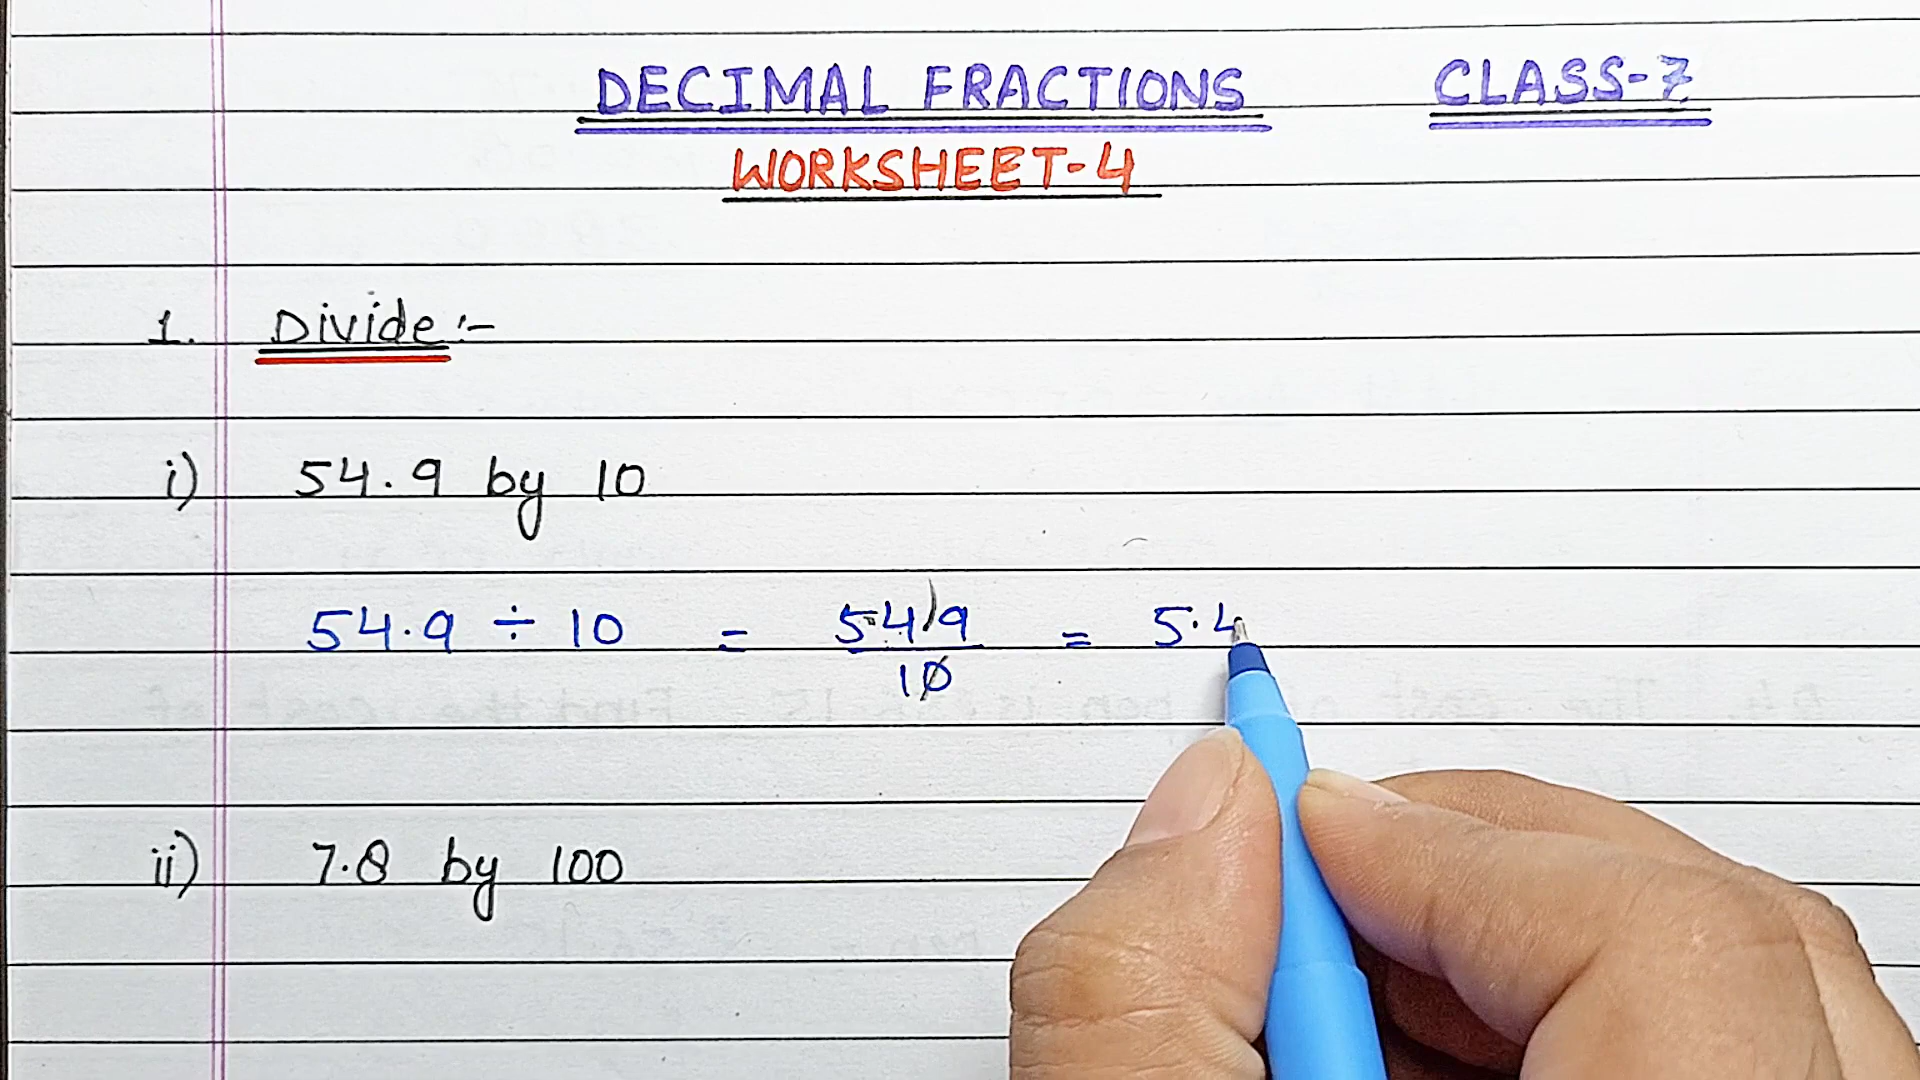 DECIMAL FRACTIONS CLASS-7
WORKSHEET-4
1. Divide:-
i) 54.9 by 10
54.9 ÷ 10 = 54.9/10 = 5.4
ii) 7.8 by 100